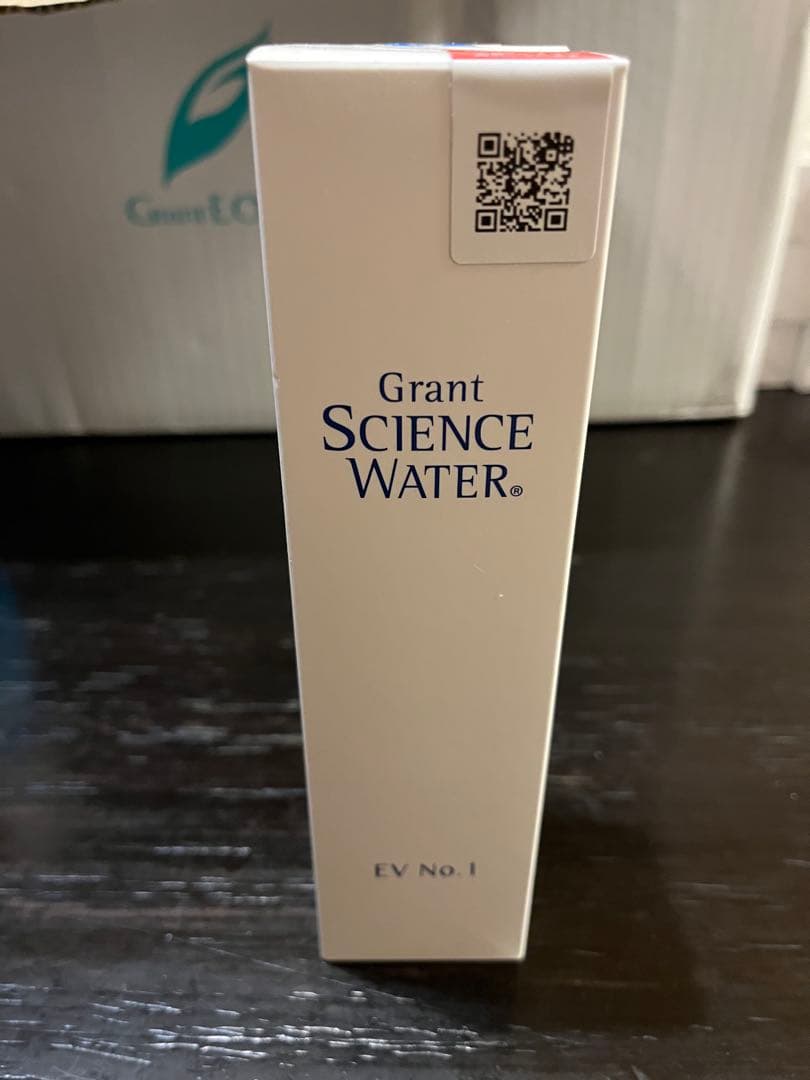 Grant
SCIENCE
WATER®
EV No. 1